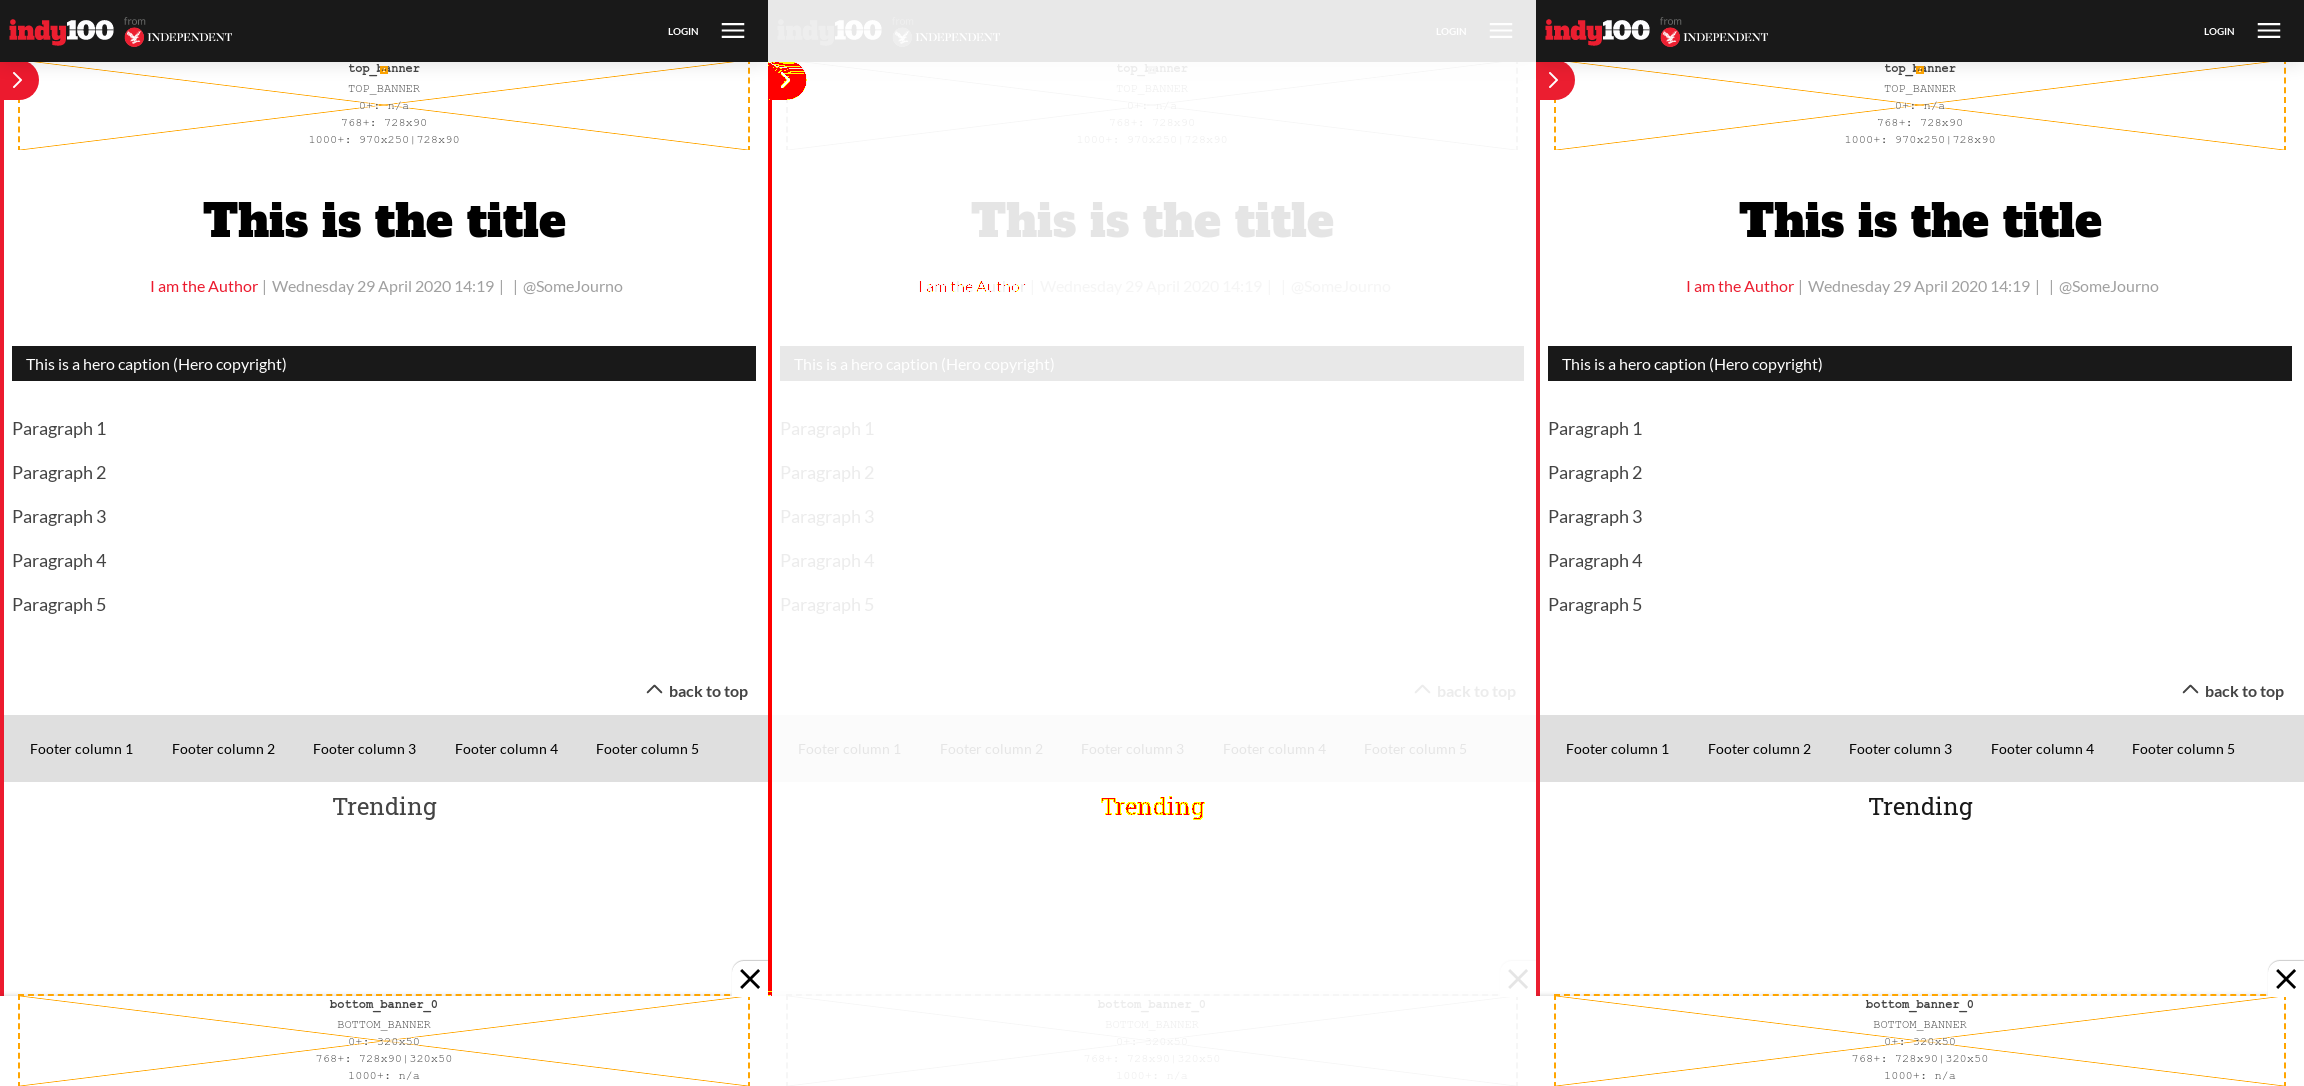 indy100 from INDEPENDENT LOGIN
top_banner
TOP_BANNER
0+: n/a
768+: 728x90
1000+: 970x250|728x90
This is the title
I am the Author | Wednesday 29 April 2020 14:19 | | @SomeJourno
This is a hero caption (Hero copyright)
Paragraph 1
Paragraph 2
Paragraph 3
Paragraph 4
Paragraph 5
back to top
Footer column 1 Footer column 2 Footer column 3 Footer column 4 Footer column 5
Trending
bottom_banner_0
BOTTOM_BANNER
0+: 320x50
768+: 728x90|320x50
1000+: n/a
indy100 from INDEPENDENT LOGIN
top_banner
TOP_BANNER
0+: n/a
768+: 728x90
1000+: 970x250|728x90
This is the title
I am the Author | Wednesday 29 April 2020 14:19 | | @SomeJourno
This is a hero caption (Hero copyright)
Paragraph 1
Paragraph 2
Paragraph 3
Paragraph 4
Paragraph 5
back to top
Footer column 1 Footer column 2 Footer column 3 Footer column 4 Footer column 5
Trending
bottom_banner_0
BOTTOM_BANNER
0+: 320x50
768+: 728x90|320x50
1000+: n/a
indy100 from INDEPENDENT LOGIN
top_banner
TOP_BANNER
0+: n/a
768+: 728x90
1000+: 970x250|728x90
This is the title
I am the Author | Wednesday 29 April 2020 14:19 | | @SomeJourno
This is a hero caption (Hero copyright)
Paragraph 1
Paragraph 2
Paragraph 3
Paragraph 4
Paragraph 5
back to top
Footer column 1 Footer column 2 Footer column 3 Footer column 4 Footer column 5
Trending
bottom_banner_0
BOTTOM_BANNER
0+: 320x50
768+: 728x90|320x50
1000+: n/a